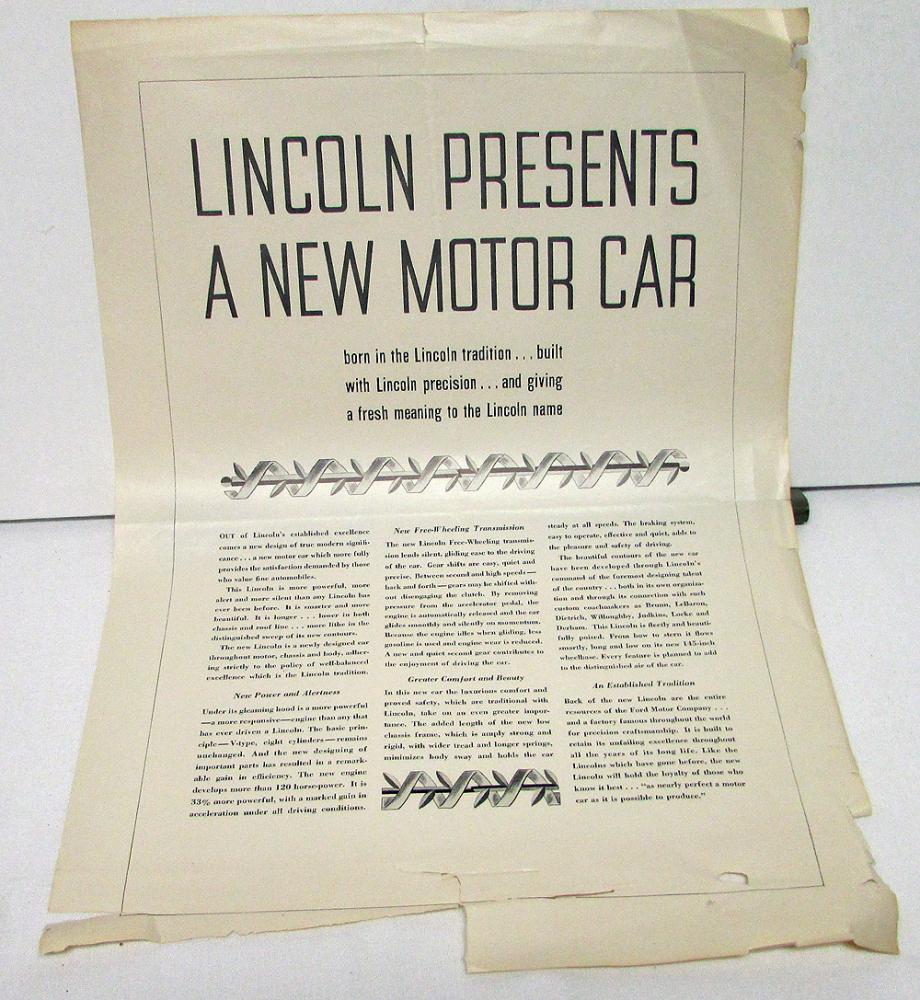 LINCOLN PRESENTS
A NEW MOTOR CAR
born in the Lincoln tradition . . . built
with Lincoln precision . . . and giving
a fresh meaning to the Lincoln name
OUT of Lincoln's established excellence
comes a new design of true modern signifi-
cance . . . a new motor car which more fully
provides the satisfaction demanded by those
who value fine automobiles.
This Lincoln is more powerful, more
alert and more silent than any Lincoln has
ever been before. It is smarter and more
beautiful. It is longer . . . lower in both
chassis and roof line . . . more lithe in the
distinguished sweep of its new contours.
The new Lincoln is a newly designed car
throughout motor, chassis and body, adher-
ing strictly to the policy of well-balanced
excellence which is the Lincoln tradition.
New Power and Alertness
Under its gleaming hood is a more powerful
—a more responsive—engine than any that
has ever driven a Lincoln. The basic prin-
ciple—V-type, eight cylinders—remains
unchanged. And the new designing of
important parts has resulted in a remark-
able gain in efficiency. The new engine
develops more than 120 horse-power. It is
33% more powerful, with a marked gain in
acceleration under all driving conditions.
New Free-Wheeling Transmission
The new Lincoln Free-Wheeling transmis-
sion lends silent, gliding ease to the driving
of the car. Gear shifts are easy, quiet and
precise. Between second and high speeds—
back and forth—gears may be shifted with-
out disengaging the clutch. By removing
pressure from the accelerator pedal, the
engine is automatically released and the car
glides smoothly and silently on momentum.
Because the engine idles when gliding, less
gasoline is used and engine wear is reduced.
A new and quiet second gear contributes to
the enjoyment of driving the car.
Greater Comfort and Beauty
In this new car the luxurious comfort and
proved safety, which are traditional with
Lincoln, take on an even greater impor-
tance. The added length of the new low
chassis frame, which is amply strong and
rigid, with wider tread and longer springs,
minimizes body sway and holds the car
steady at all speeds. The braking system,
easy to operate, effective and quiet, adds to
the pleasure and safety of driving.
The beautiful contours of the new car
have been developed through Lincoln's
command of the foremost designing talent
of the country . . . both in its own organiza-
tion and through its connection with such
custom coachmakers as Brunn, LeBaron,
Dietrich, Willoughby, Judkins, Locke and
Derham. This Lincoln is fleetly and beauti-
fully poised. From bow to stern it flows
smartly, long and low on its new 145-inch
wheelbase. Every feature is planned to add
to the distinguished air of the car.
An Established Tradition
Back of the new Lincoln are the entire
resources of the Ford Motor Company . . .
and a factory famous throughout the world
for precision craftsmanship. It is built to
retain its unfailing excellence throughout
all the years of its long life. Like the
Lincolns which have gone before, the new
Lincoln will hold the loyalty of those who
know it best . . . "as nearly perfect a motor
car as it is possible to produce."